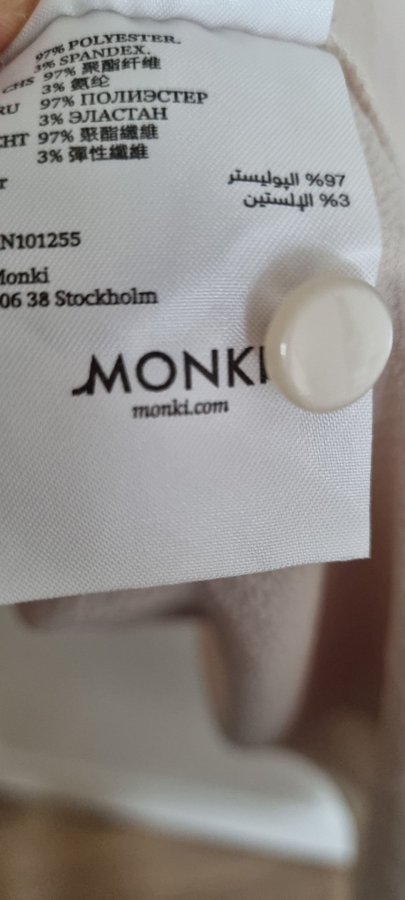 97% POLYESTER.
3% SPANDEX.
CHS 97% 聚酯纤维
3% 氨纶
RU 97% ПОЛИЭСТЕР
3% ЭЛАСТАН
CHT 97% 聚酯纖維
3% 彈性纖維
97% البوليستر
3% الإلستين
N101255
Monki
06 38 Stockholm
MONKI
monki.com